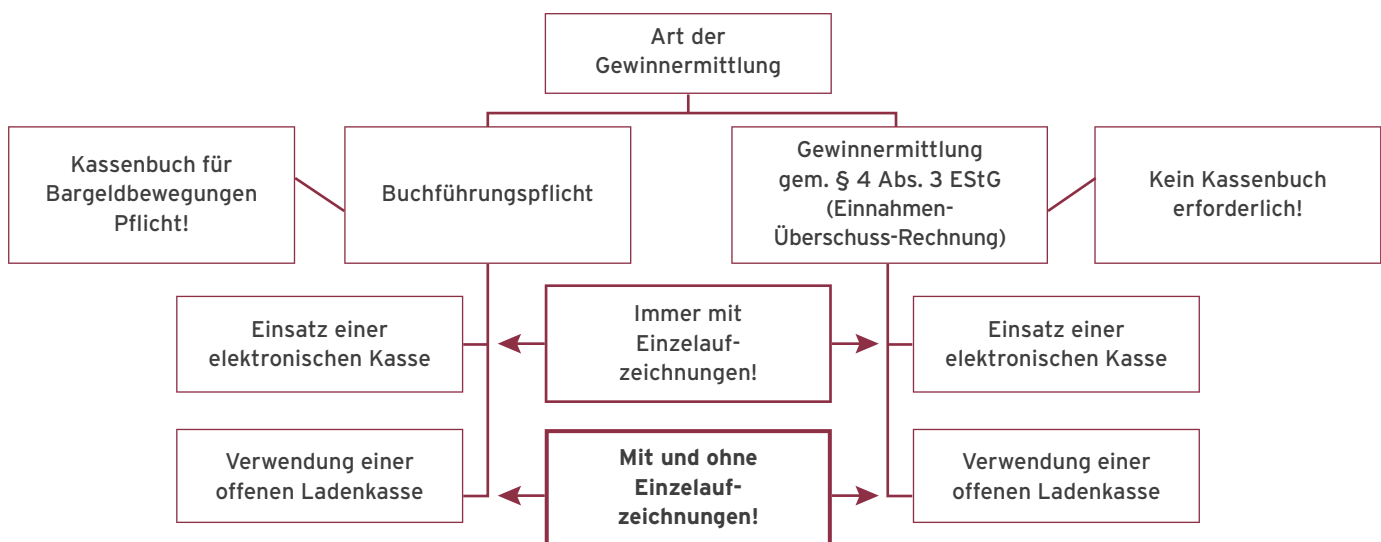 Art der
Gewinnermittlung
Kassenbuch für
Bargeldbewegungen
Pflicht!
Buchführungspflicht
Gewinnermittlung
gem. § 4 Abs. 3 EStG
(Einnahmen-
Überschuss-Rechnung)
Kein Kassenbuch
erforderlich!
Einsatz einer
elektronischen Kasse
Immer mit
Einzelauf-
zeichnungen!
Einsatz einer
elektronischen Kasse
Verwendung einer
offenen Ladenkasse
Mit und ohne
Einzelauf-
zeichnungen!
Verwendung einer
offenen Ladenkasse